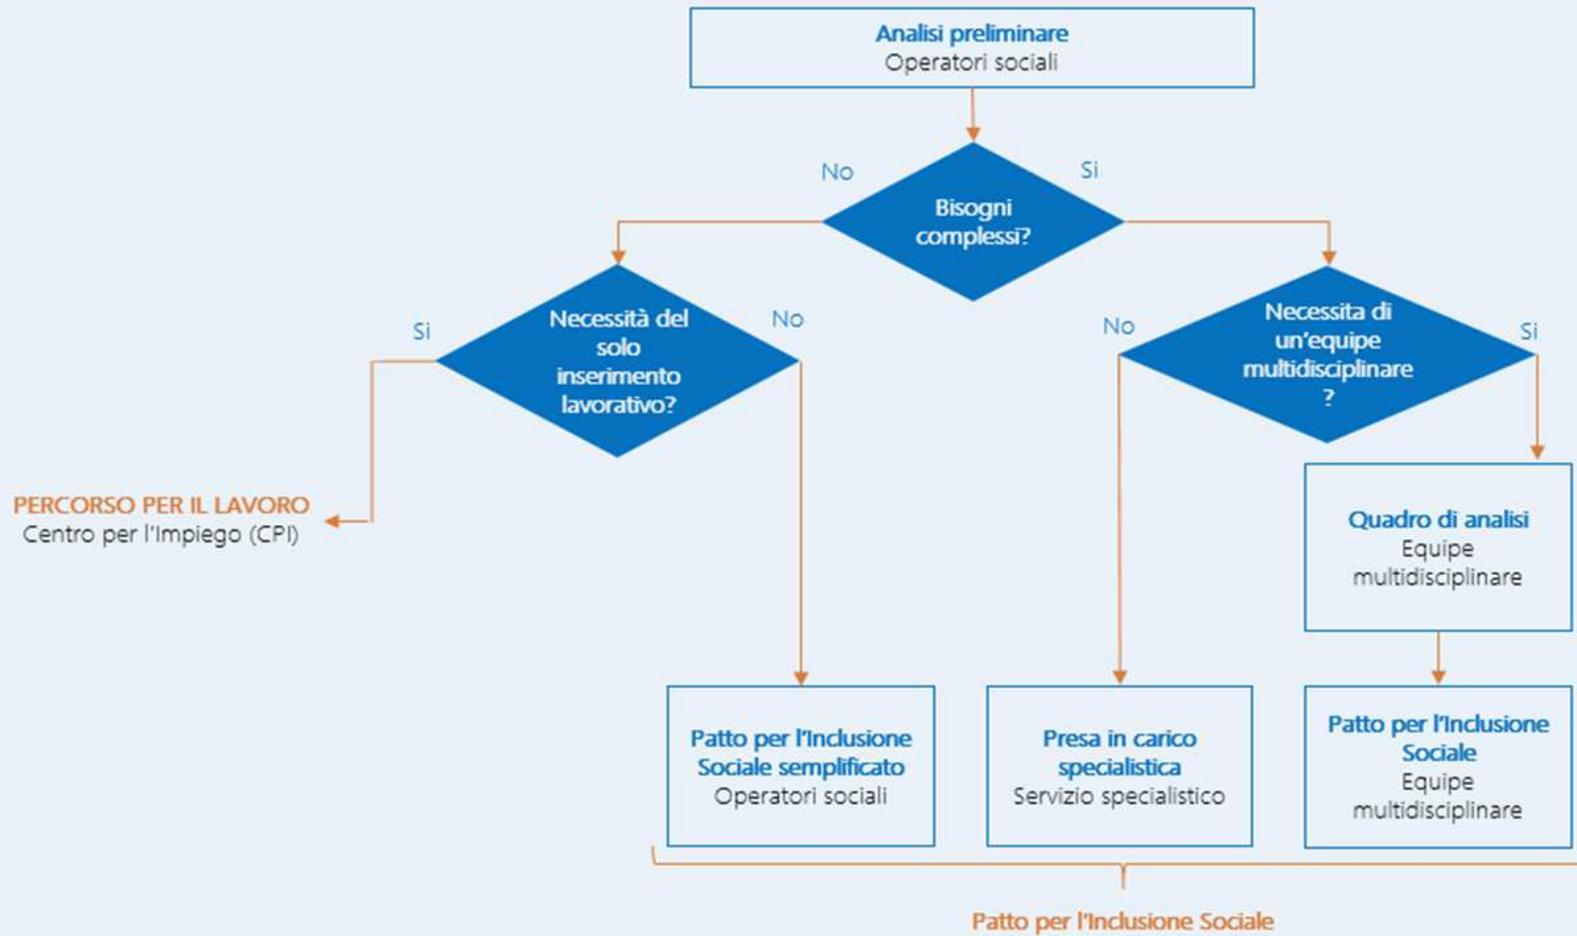 Analisi preliminare
Operatori sociali
No
Si
Bisogni
complessi?
Si
Necessità del
solo
inserimento
lavorativo?
No
No
Necessita di
un'equipe
multidisciplinare
?
Si
PERCORSO PER IL LAVORO
Centro per l'Impiego (CPI)
Quadro di analisi
Equipe
multidisciplinare
Patto per l'Inclusione
Sociale semplificato
Operatori sociali
Presa in carico
specialistica
Servizio specialistico
Patto per l'Inclusione
Sociale
Equipe
multidisciplinare
Patto per l'Inclusione Sociale